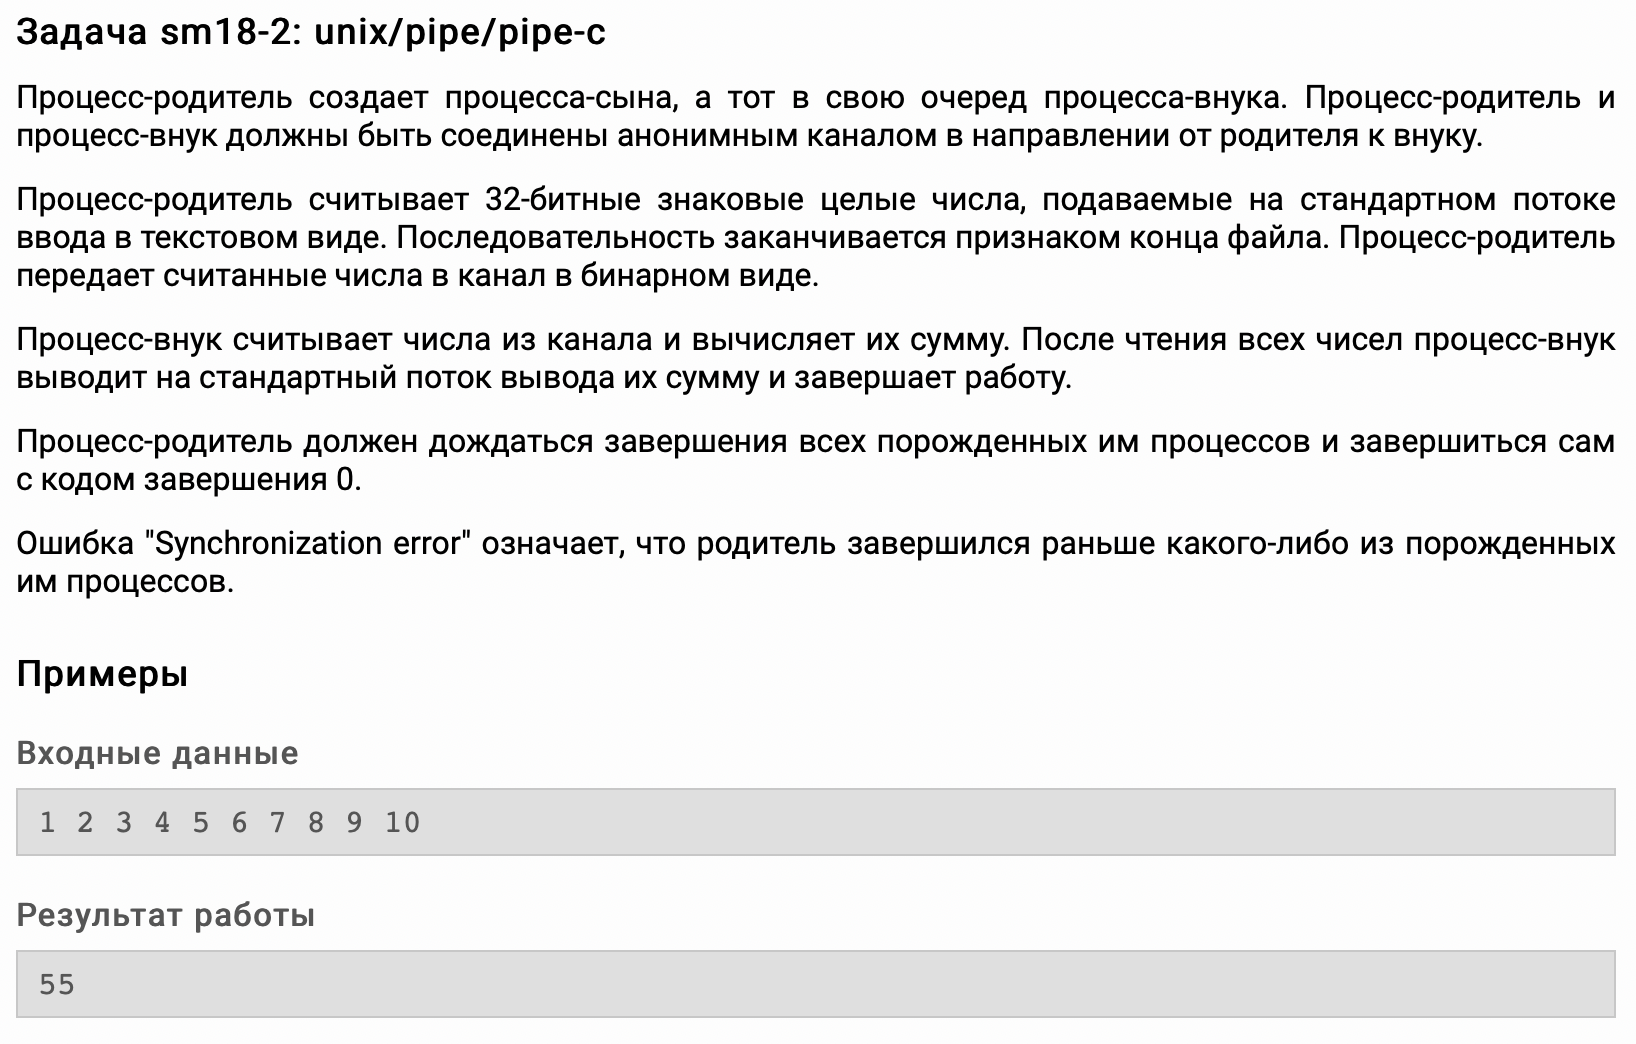 Задача sm18-2: unix/pipe/pipe-c
Процесс-родитель создает процесса-сына, а тот в свою очеред процесса-внука. Процесс-родитель и
процесс-внук должны быть соединены анонимным каналом в направлении от родителя к внуку.
Процесс-родитель считывает 32-битные знаковые целые числа, подаваемые на стандартном потоке
ввода в текстовом виде. Последовательность заканчивается признаком конца файла. Процесс-родитель
передает считанные числа в канал в бинарном виде.
Процесс-внук считывает числа из канала и вычисляет их сумму. После чтения всех чисел процесс-внук
выводит на стандартный поток вывода их сумму и завершает работу.
Процесс-родитель должен дождаться завершения всех порожденных им процессов и завершиться сам
с кодом завершения 0.
Ошибка "Synchronization error" означает, что родитель завершился раньше какого-либо из порожденных
им процессов.
Примеры
Входные данные
1 2 3 4 5 6 7 8 9 10
Результат работы
55